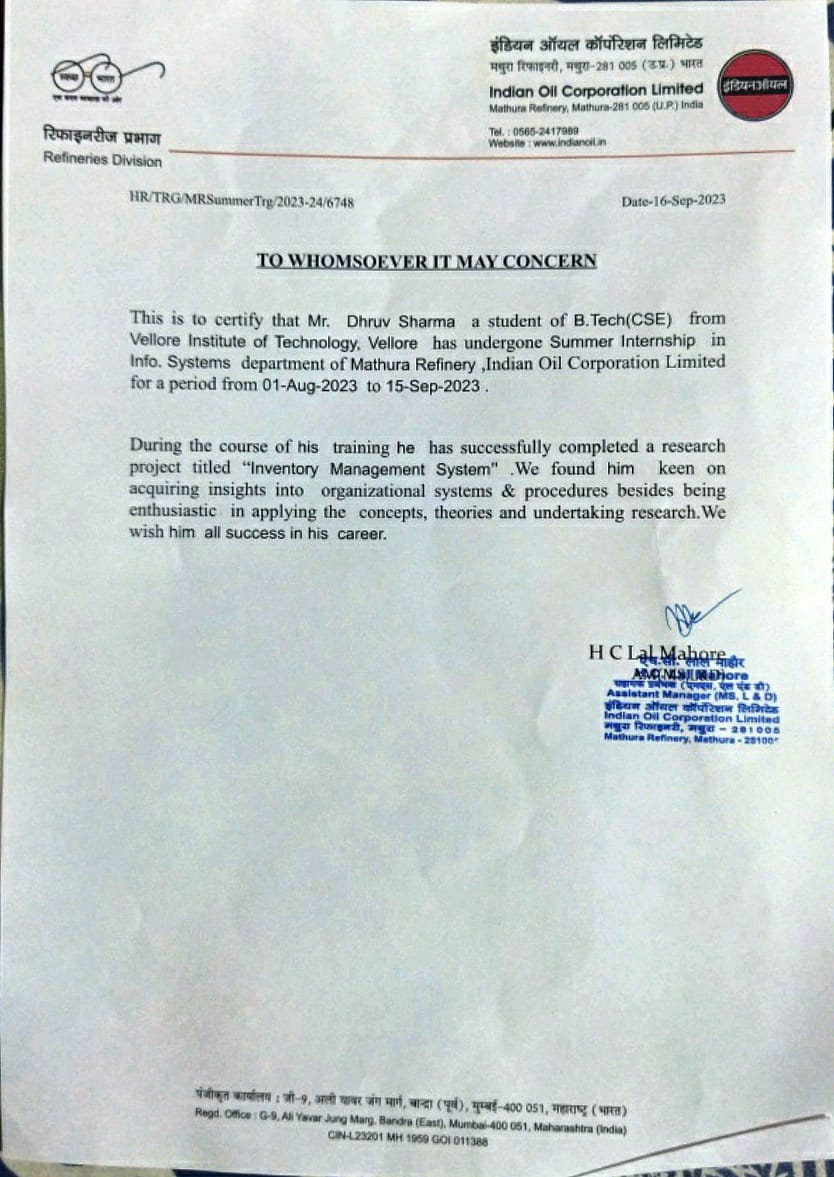 स्वच्छ भारत
एक कदम स्वच्छता की ओर
रिफाइनरीज प्रभाग
Refineries Division
इंडियन ऑयल कॉर्पोरेशन लिमिटेड
मथुरा रिफाइनरी, मथुरा-281 005 (उ.प्र.) भारत
Indian Oil Corporation Limited
Mathura Refinery, Mathura-281 005 (U.P.) India
Tel. : 0565-2417989
Website : www.indianoil.in
इंडियनऑयल
HR/TRG/MRSummerTrg/2023-24/6748
Date-16-Sep-2023
TO WHOMSOEVER IT MAY CONCERN
This is to certify that Mr. Dhruv Sharma a student of B.Tech(CSE) from
Vellore Institute of Technology, Vellore has undergone Summer Internship in
Info. Systems department of Mathura Refinery ,Indian Oil Corporation Limited
for a period from 01-Aug-2023 to 15-Sep-2023 .
During the course of his training he has successfully completed a research
project titled “Inventory Management System" .We found him keen on
acquiring insights into organizational systems & procedures besides being
enthusiastic in applying the concepts, theories and undertaking research.We
wish him all success in his career.
H C Lal Mahore
एच.सी. लाल माहौर
सहायक प्रबंधक (एमएस, एल एंड डी)
Assistant Manager (MS, L & D)
इंडियन ऑयल कॉर्पोरेशन लिमिटेड
Indian Oil Corporation Limited
मथुरा रिफाइनरी, मथुरा - 281005
Mathura Refinery, Mathura -
पंजीकृत कार्यालय : जी-9, अली यावर जंग मार्ग, बान्द्रा (पूर्व), मुम्बई-400 051, महाराष्ट्र (भारत)
Regd. Office : G-9, Ali Yavar Jung Marg, Bandra (East), Mumbai-400 051, Maharashtra (India)
CIN-L23201 MH 1959 GOI 011388